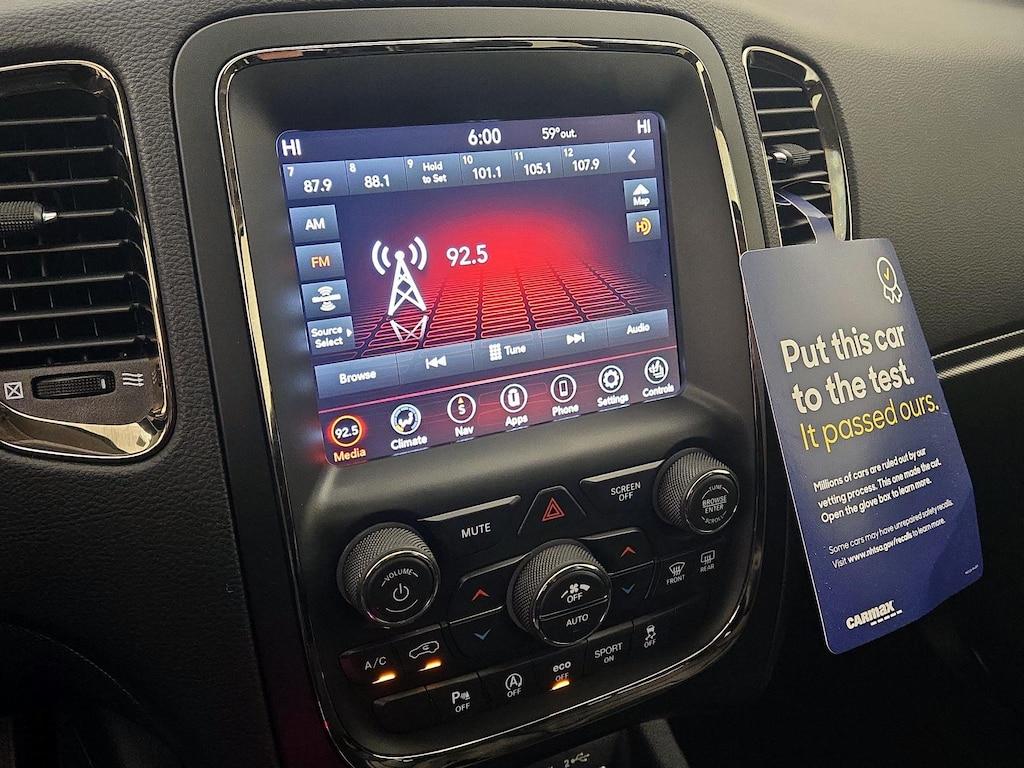 HI 6:00 59° out. HI
7 87.9 8 88.1 9 Hold to Set 10 101.1 11 105.1 12 107.9
Map
AM
HD
FM
92.5
Source
Select
Browse Tune Audio
92.5 S
Media Climate Nav Apps Phone Settings Controls
MUTE
SCREEN
OFF
TUNE
BROWSE
ENTER
SCROLL
VOLUME
OFF
AUTO
FRONT
REAR
A/C
P OFF
A OFF
eco
OFF
SPORT
ON
OFF
2
Put this car
to the test.
It passed ours.
Millions of cars are ruled out by our
vetting process. This one made the cut.
Open the glove box to learn more.
Some cars may have unrepaired safety recalls.
Visit www.nhtsa.gov/recalls to learn more.
CARMAX